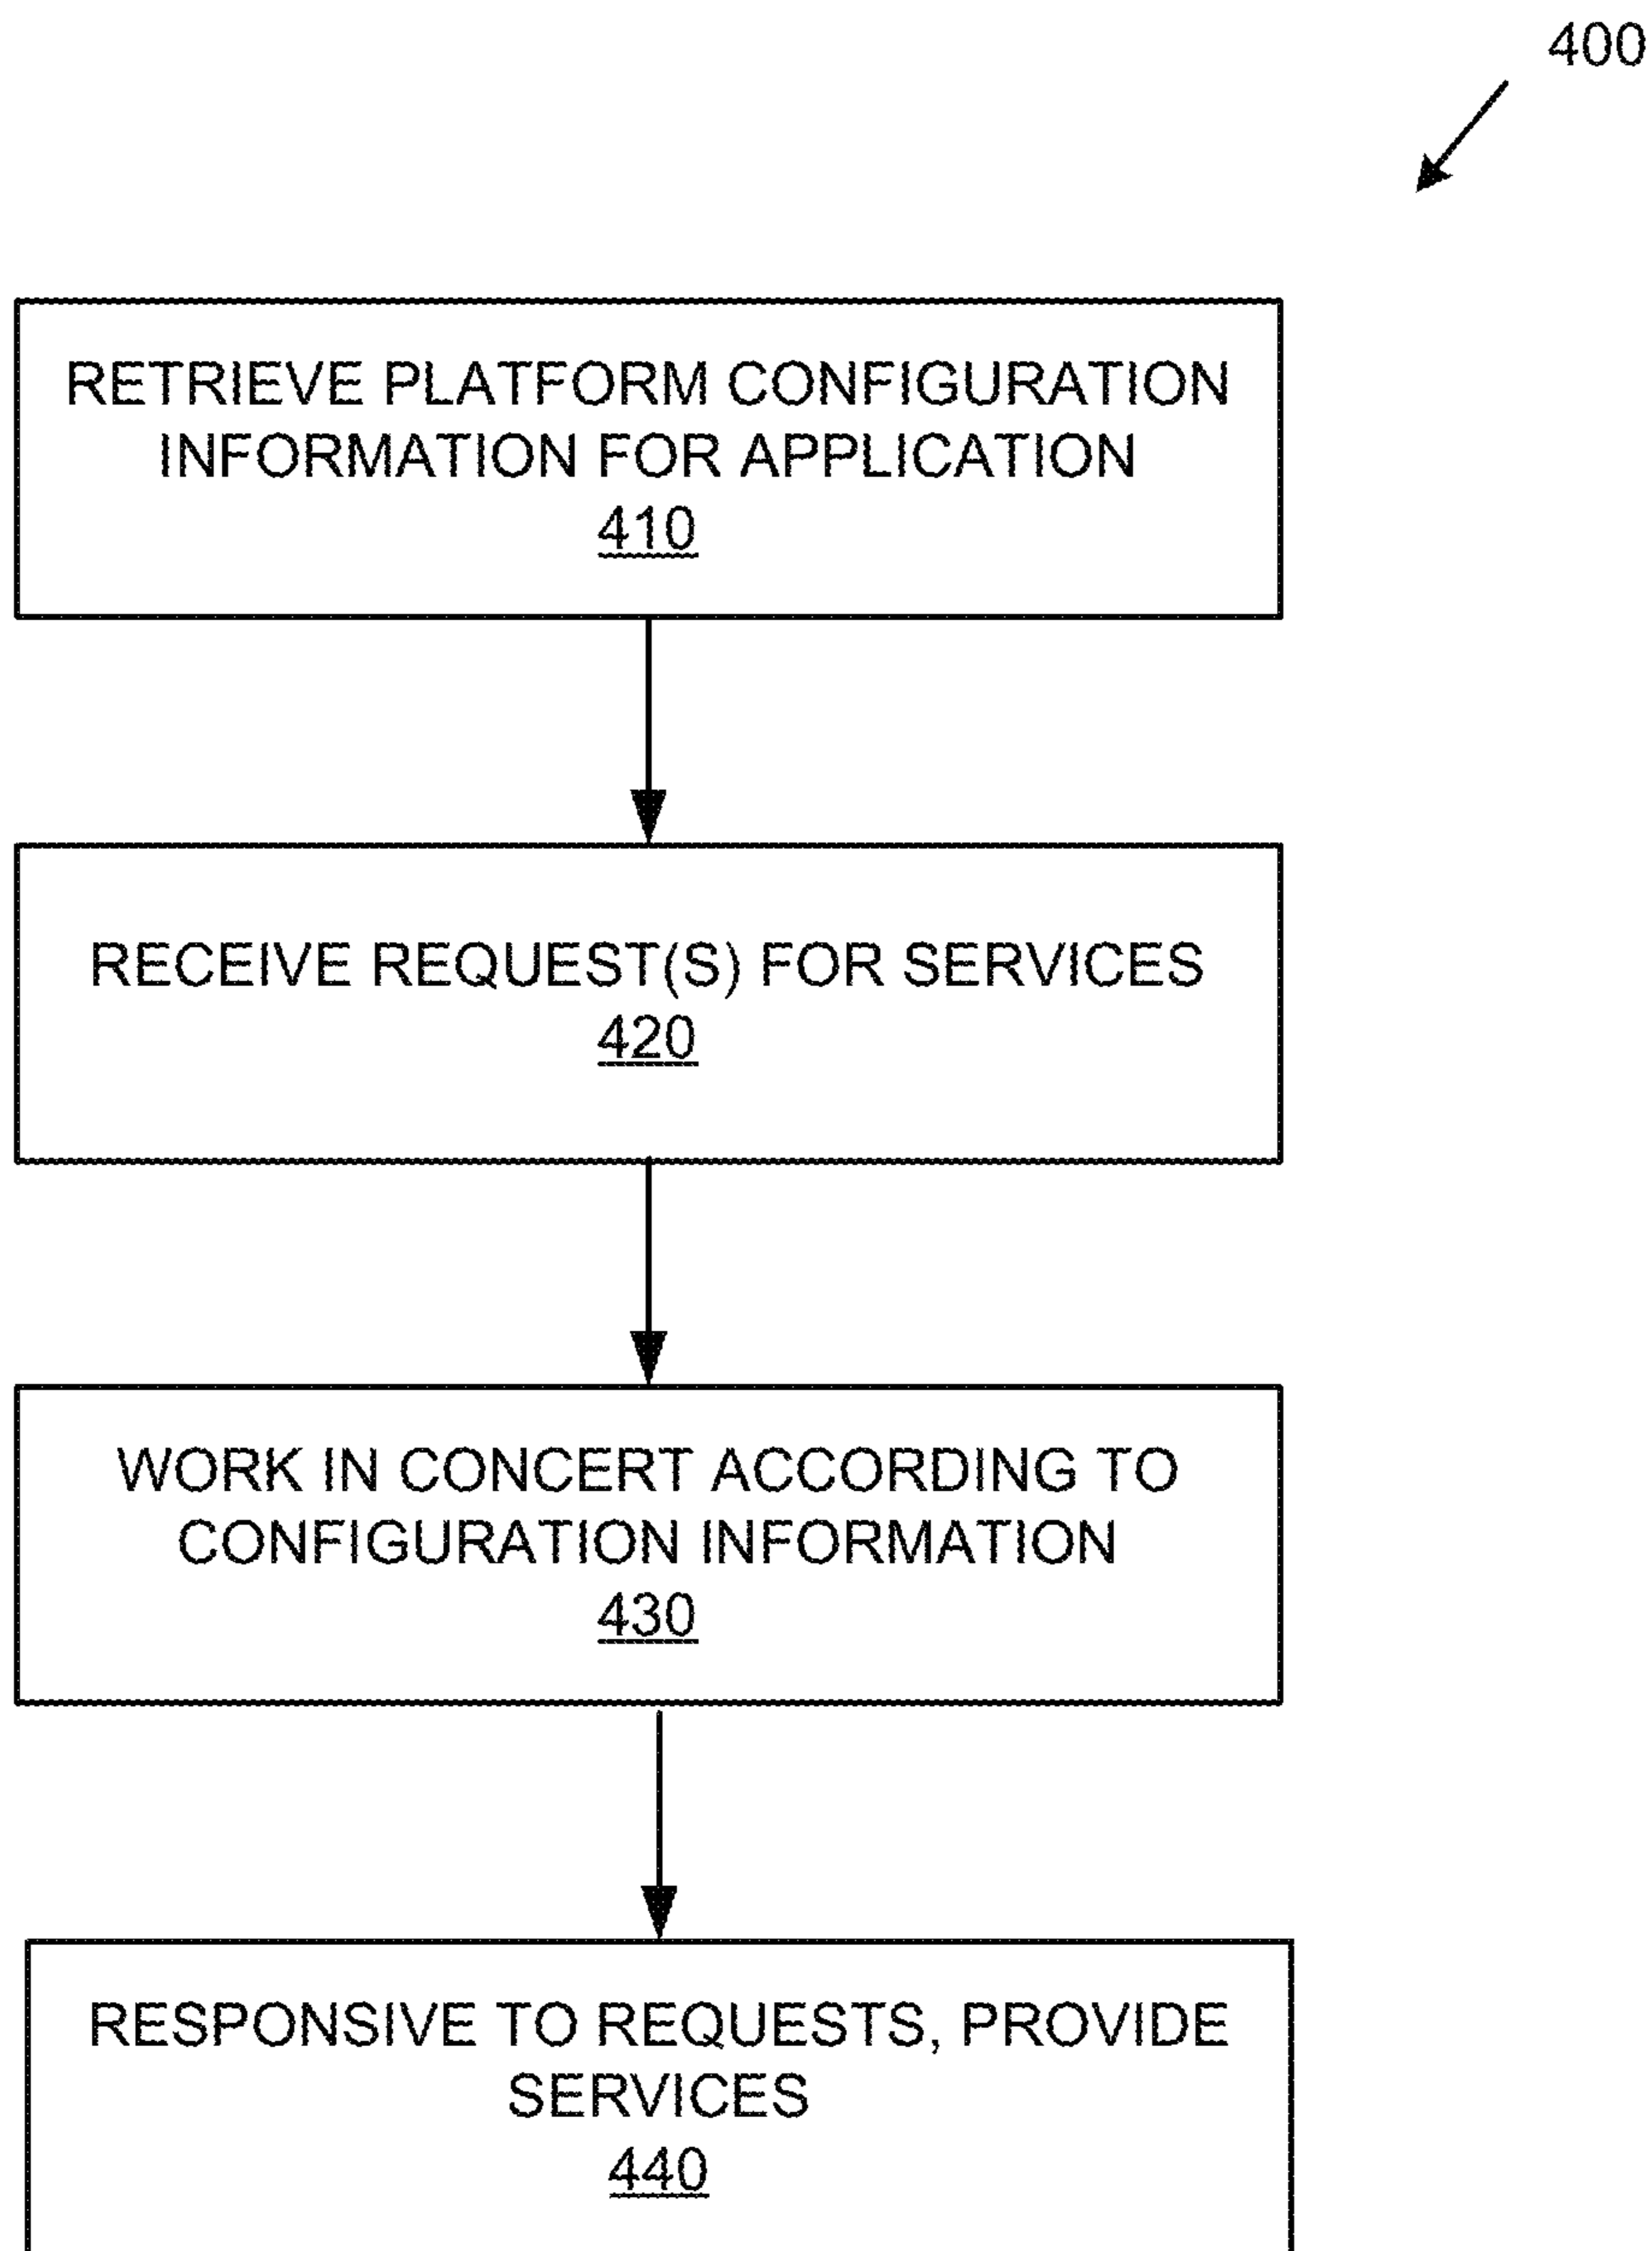 400
RETRIEVE PLATFORM CONFIGURATION
INFORMATION FOR APPLICATION
410
RECEIVE REQUEST(S) FOR SERVICES
420
WORK IN CONCERT ACCORDING TO
CONFIGURATION INFORMATION
430
RESPONSIVE TO REQUESTS, PROVIDE
SERVICES
440